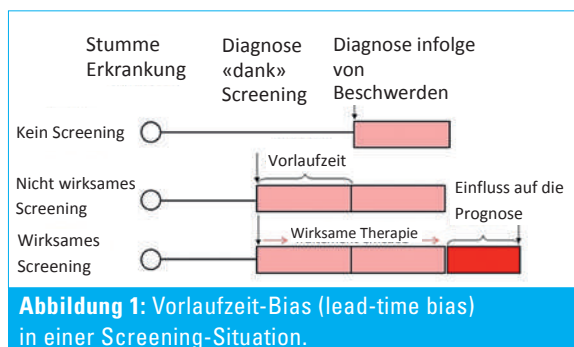 Stumme
Erkrankung
Diagnose
«dank»
Screening
Diagnose infolge
von
Beschwerden
Kein Screening
Vorlaufzeit
Nicht wirksames
Screening
Einfluss auf die
Prognose
Wirksames
Screening
Wirksame Therapie
Abbildung 1: Vorlaufzeit-Bias (lead-time bias)
in einer Screening-Situation.